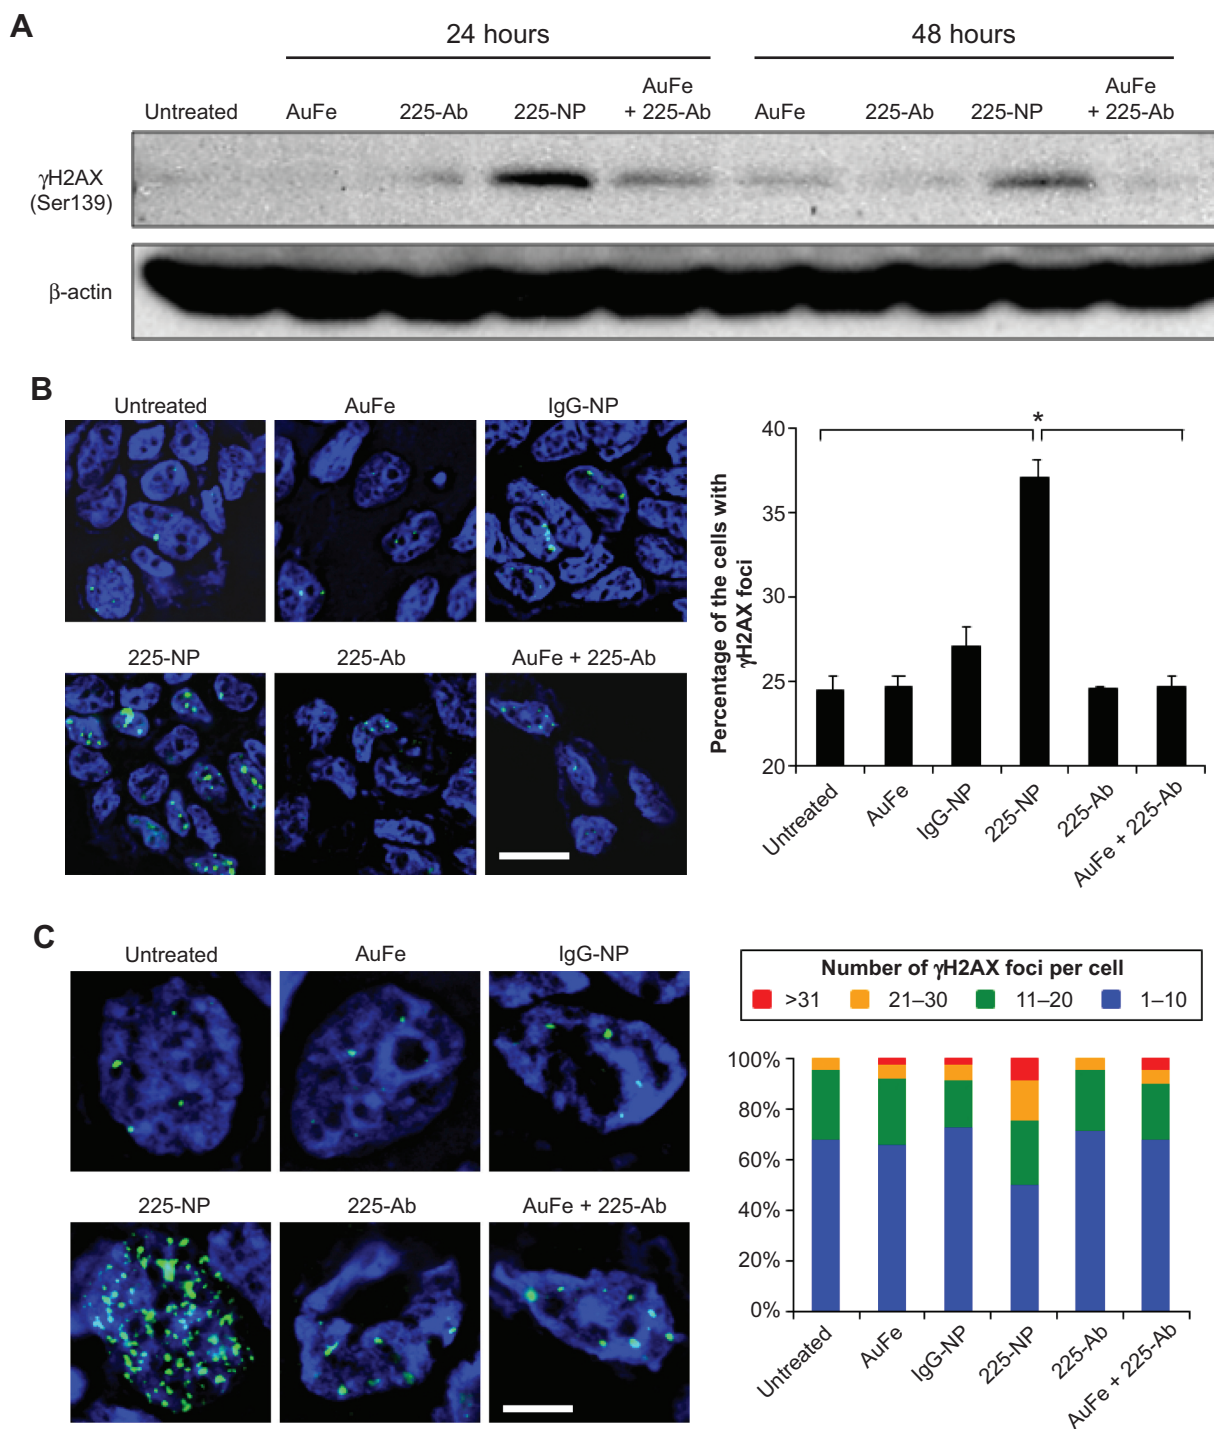 A
24 hours
48 hours
Untreated
AuFe
225-Ab
225-NP
AuFe
+ 225-Ab
AuFe
225-Ab
225-NP
AuFe
+ 225-Ab
γH2AX
(Ser139)
β-actin
B
Untreated
AuFe
IgG-NP
225-NP
225-Ab
AuFe + 225-Ab
Percentage of the cells with
γH2AX foci
40
35
30
25
20
*
Untreated
AuFe
IgG-NP
225-NP
225-Ab
AuFe + 225-Ab
C
Untreated
AuFe
IgG-NP
225-NP
225-Ab
AuFe + 225-Ab
Number of γH2AX foci per cell
>31
21–30
11–20
1–10
100%
80%
60%
40%
20%
0%
Untreated
AuFe
IgG-NP
225-NP
225-Ab
AuFe + 225-Ab